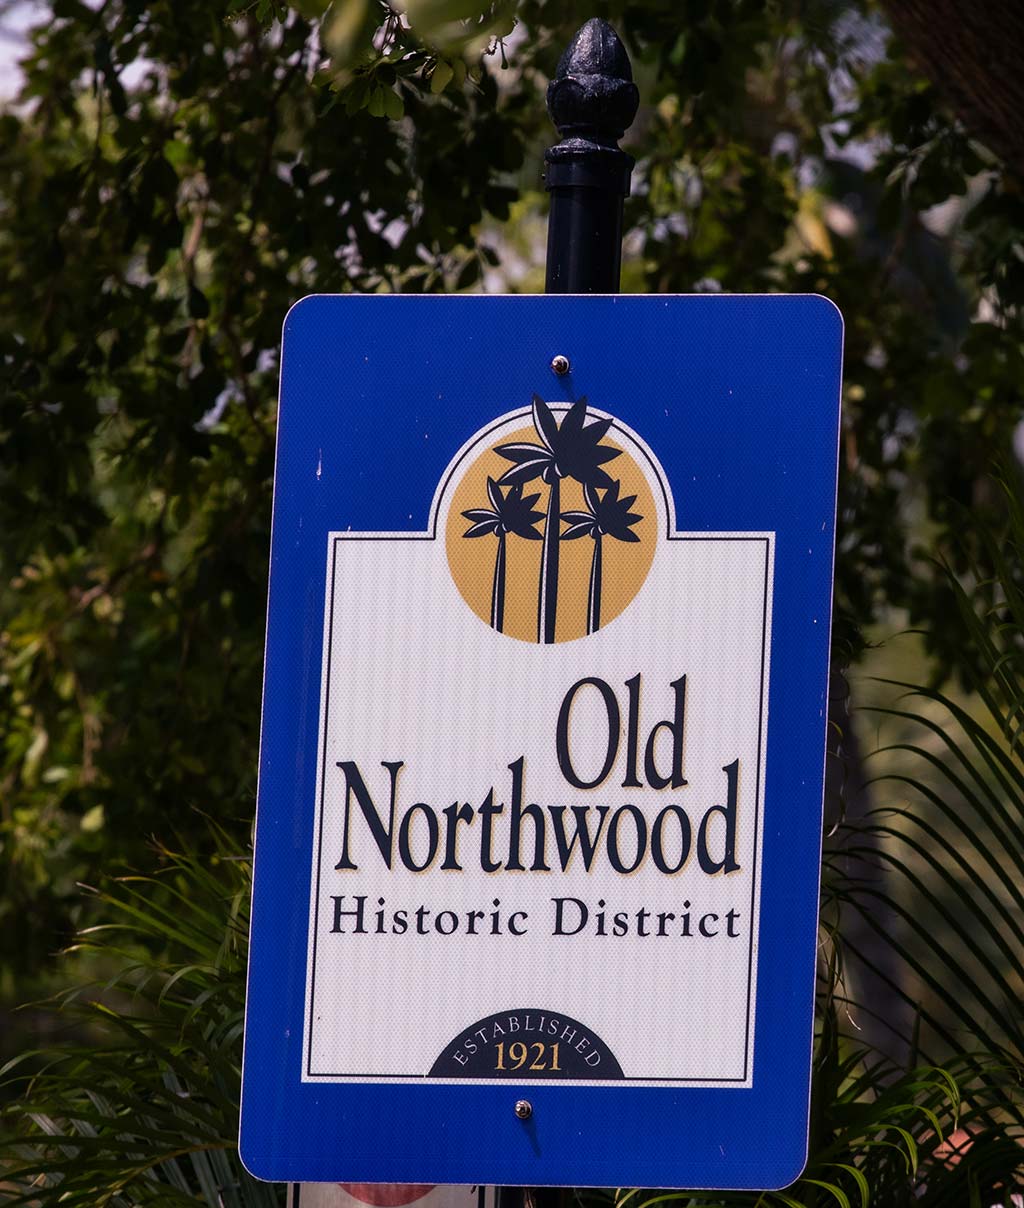 Old
Northwood
Historic District
ESTABLISHED
1921